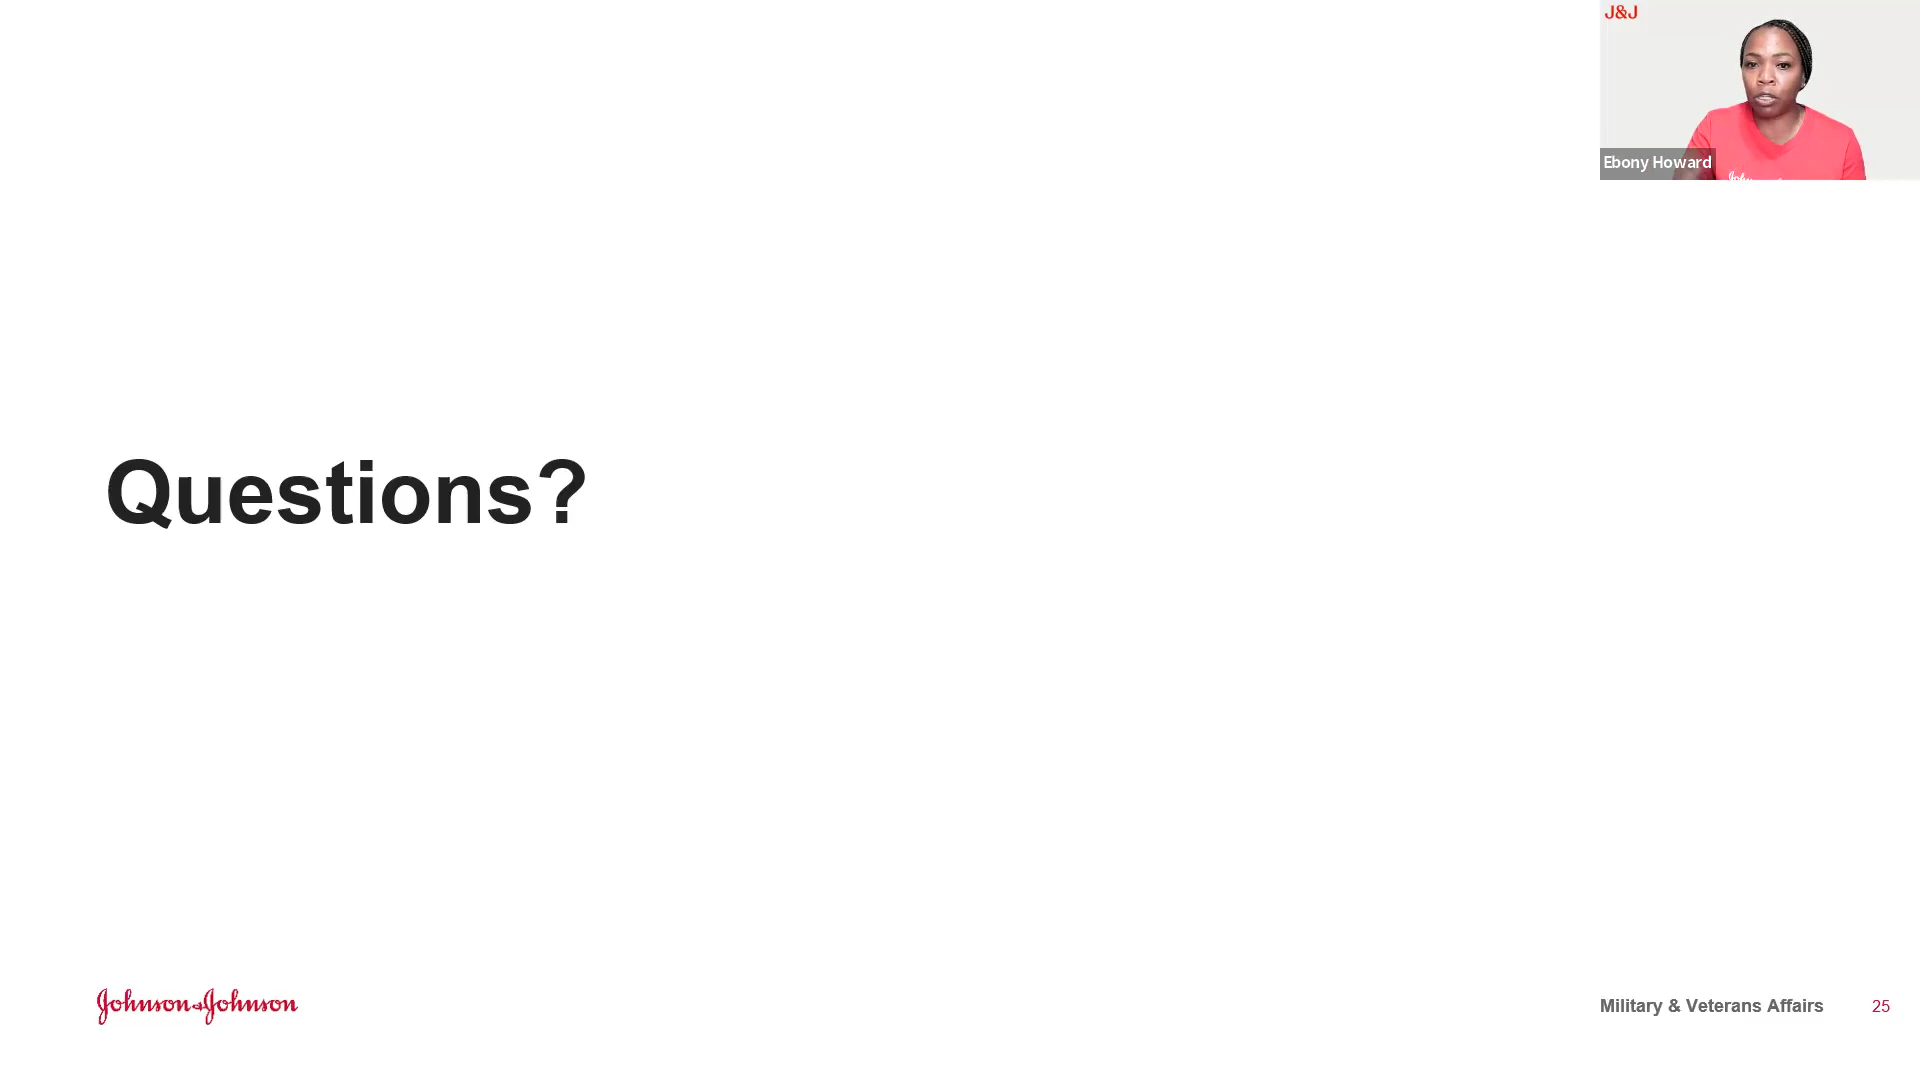 J&J
Ebony Howard
Questions?
Johnson&Johnson
Military & Veterans Affairs
25